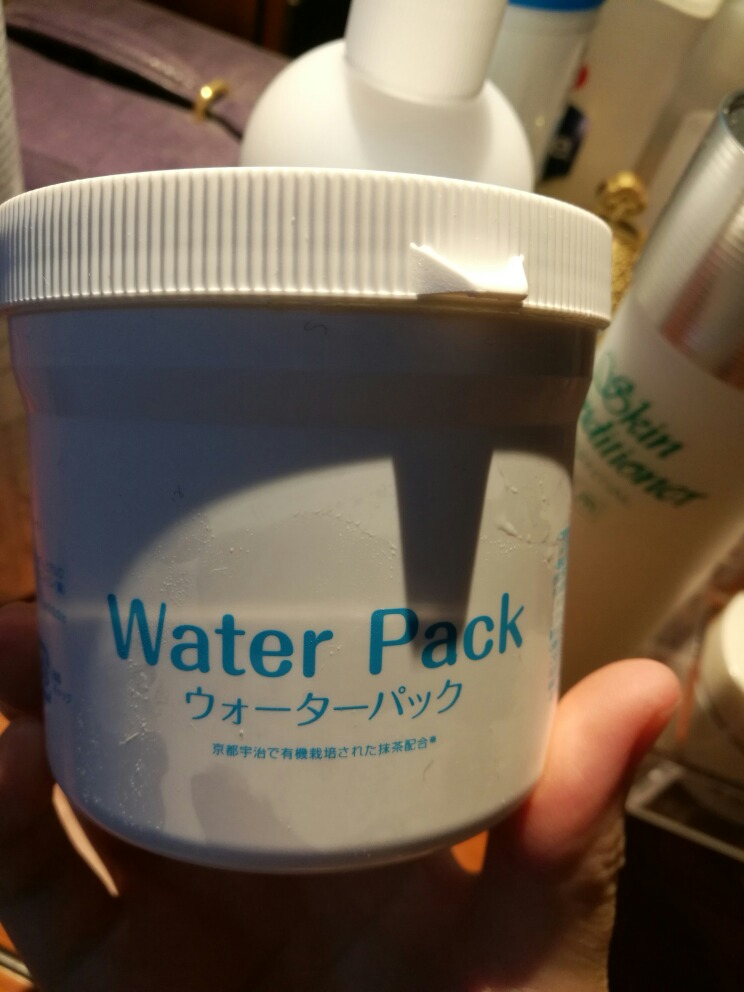 Water Pack
ウォーターパック
京都宇治で有機栽培された抹茶配合*
Skin